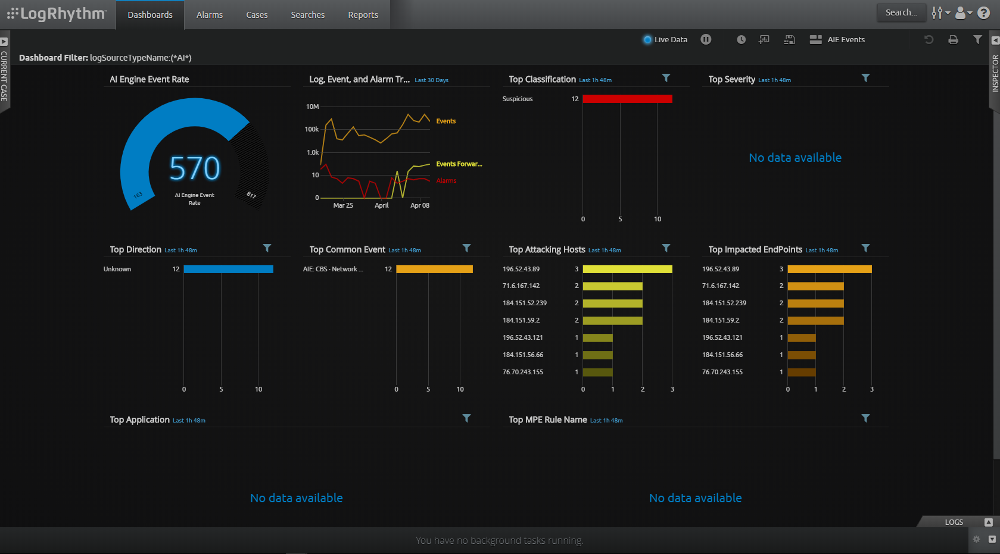 LogRhythm
Dashboards
Alarms
Cases
Searches
Reports
Search...
Live Data
AIE Events
Dashboard Filter: logSourceTypeName:(*AI*)
CURRENT CASE
INSPECTOR
AI Engine Event Rate
570
AI Engine Event
Rate
163
817
Log, Event, and Alarm Tr... Last 30 Days
10M
100k
1.0k
10
0
Mar 25
April
Apr 08
Events
Events Forwar...
Alarms
Top Classification Last 1h 48m
Suspicious 12
0 5 10
Top Severity Last 1h 48m
No data available
Top Direction Last 1h 48m
Unknown 12
0 5 10
Top Common Event Last 1h 48m
AIE: CBS - Network ... 12
0 5 10
Top Attacking Hosts Last 1h 48m
196.52.43.89 3
71.6.167.142 2
184.151.52.239 2
184.151.59.2 2
196.52.43.121 1
184.151.56.66 1
76.70.243.155 1
0 1 2 3
Top Impacted EndPoints Last 1h 48m
196.52.43.89 3
71.6.167.142 2
184.151.52.239 2
184.151.59.2 2
196.52.43.121 1
184.151.56.66 1
76.70.243.155 1
0 1 2 3
Top Application Last 1h 48m
No data available
Top MPE Rule Name Last 1h 48m
No data available
LOGS
You have no background tasks running.